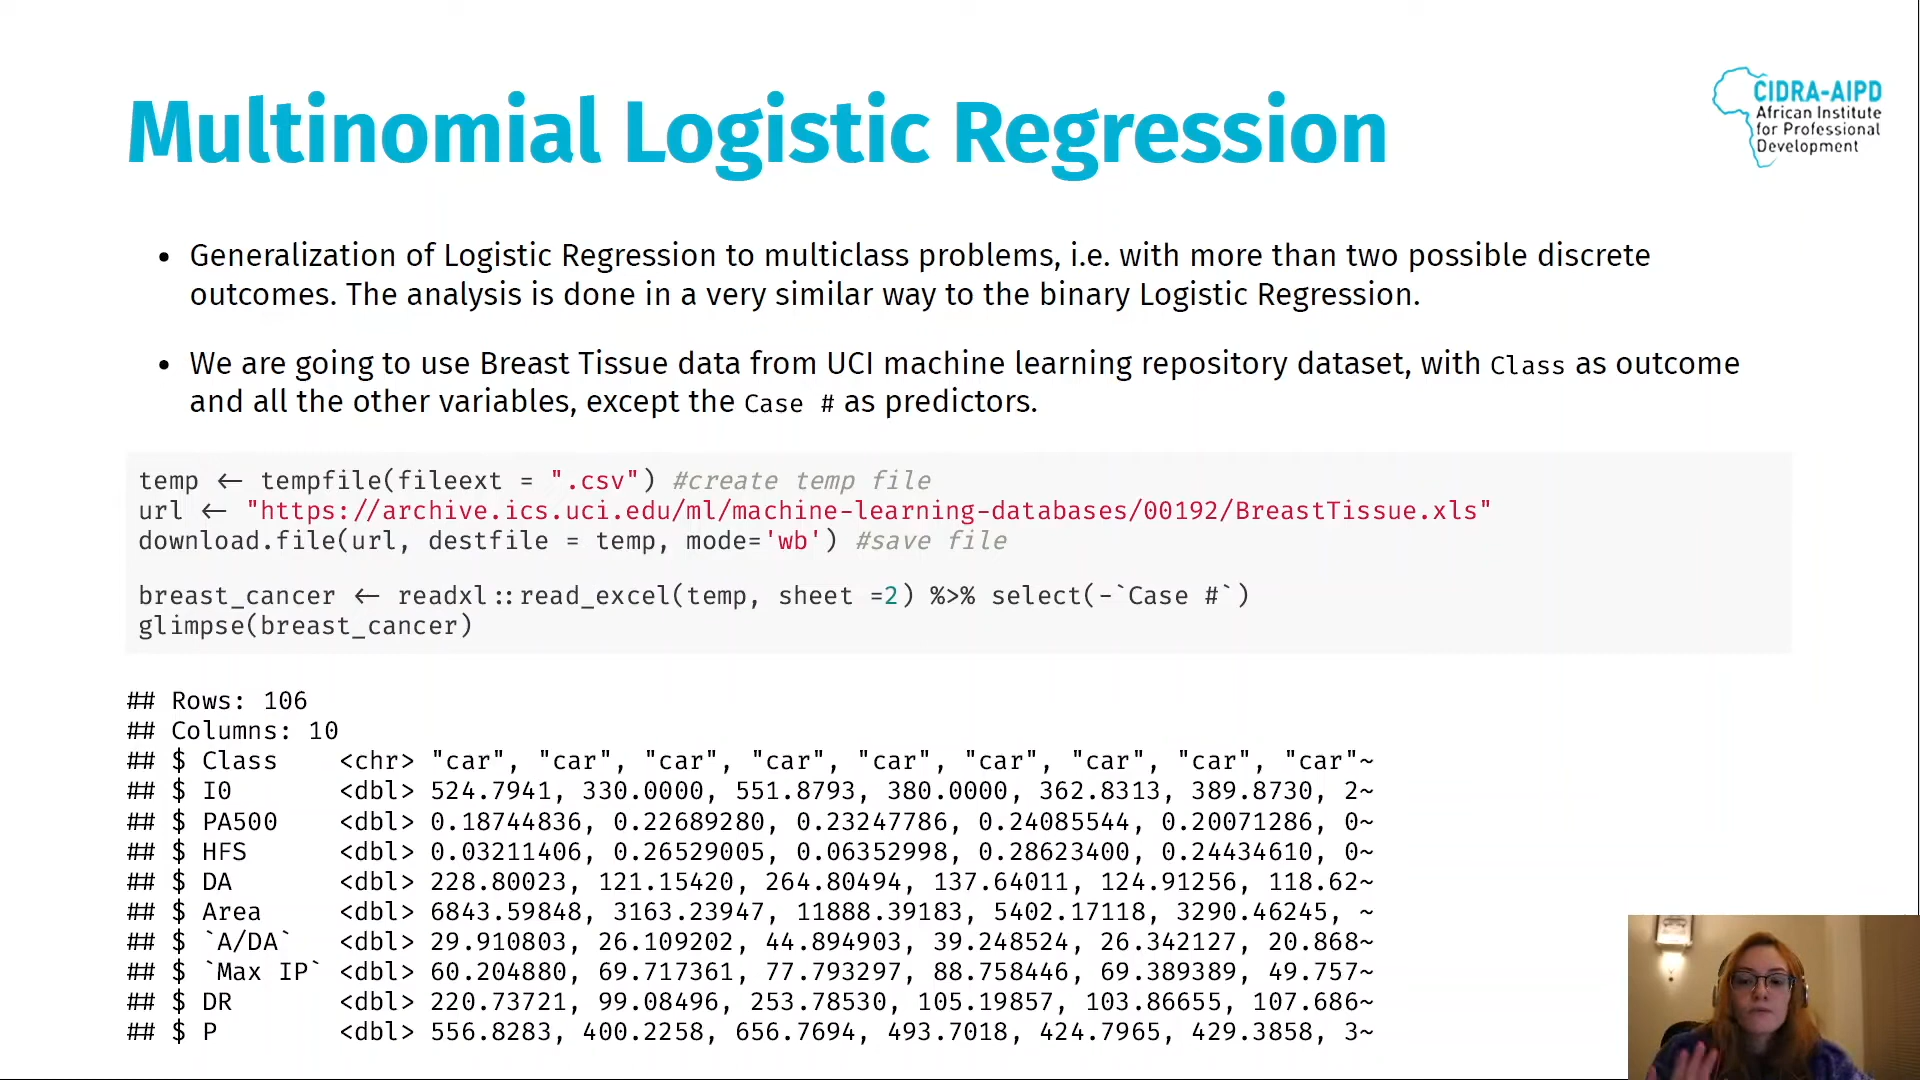 Multinomial Logistic Regression
CIDRA-AIPD
African Institute
for Professional
Development
• Generalization of Logistic Regression to multiclass problems, i.e. with more than two possible discrete
outcomes. The analysis is done in a very similar way to the binary Logistic Regression.
• We are going to use Breast Tissue data from UCI machine learning repository dataset, with Class as outcome
and all the other variables, except the Case # as predictors.
temp <- tempfile(fileext = ".csv") #create temp file
url <- "https://archive.ics.uci.edu/ml/machine-learning-databases/00192/BreastTissue.xls"
download.file(url, destfile = temp, mode='wb') #save file
breast_cancer <- readxl::read_excel(temp, sheet =2) %>% select(-`Case #`)
glimpse(breast_cancer)
## Rows: 106
## Columns: 10
## $ Class    <chr> "car", "car", "car", "car", "car", "car", "car", "car", "car"~
## $ I0       <dbl> 524.7941, 330.0000, 551.8793, 380.0000, 362.8313, 389.8730, 2~
## $ PA500    <dbl> 0.18744836, 0.22689280, 0.23247786, 0.24085544, 0.20071286, 0~
## $ HFS      <dbl> 0.03211406, 0.26529005, 0.06352998, 0.28623400, 0.24434610, 0~
## $ DA       <dbl> 228.80023, 121.15420, 264.80494, 137.64011, 124.91256, 118.62~
## $ Area     <dbl> 6843.59848, 3163.23947, 11888.39183, 5402.17118, 3290.46245, ~
## $ `A/DA`   <dbl> 29.910803, 26.109202, 44.894903, 39.248524, 26.342127, 20.868~
## $ `Max IP` <dbl> 60.204880, 69.717361, 77.793297, 88.758446, 69.389389, 49.757~
## $ DR       <dbl> 220.73721, 99.08496, 253.78530, 105.19857, 103.86655, 107.686~
## $ P        <dbl> 556.8283, 400.2258, 656.7694, 493.7018, 424.7965, 429.3858, 3~